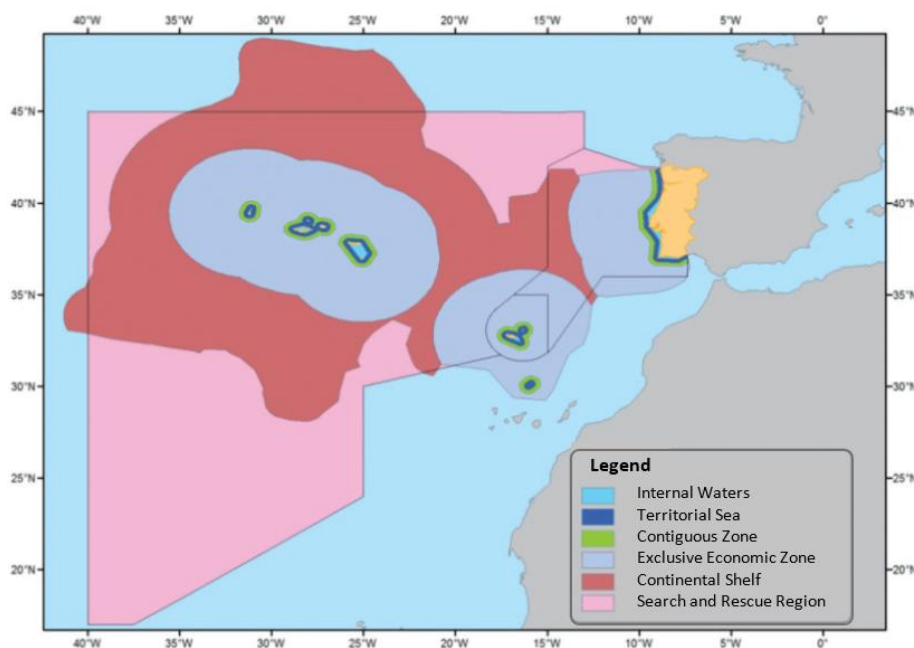 40°W 35°W 30°W 25°W 20°W 15°W 10°W 5°W 0°
45°N 45°N
40°N 40°N
35°N 35°N
30°N 30°N
25°N 25°N
20°N 20°N
Legend
Internal Waters
Territorial Sea
Contiguous Zone
Exclusive Economic Zone
Continental Shelf
Search and Rescue Region
40°W 35°W 30°W 25°W 20°W 15°W 10°W 5°W 0°